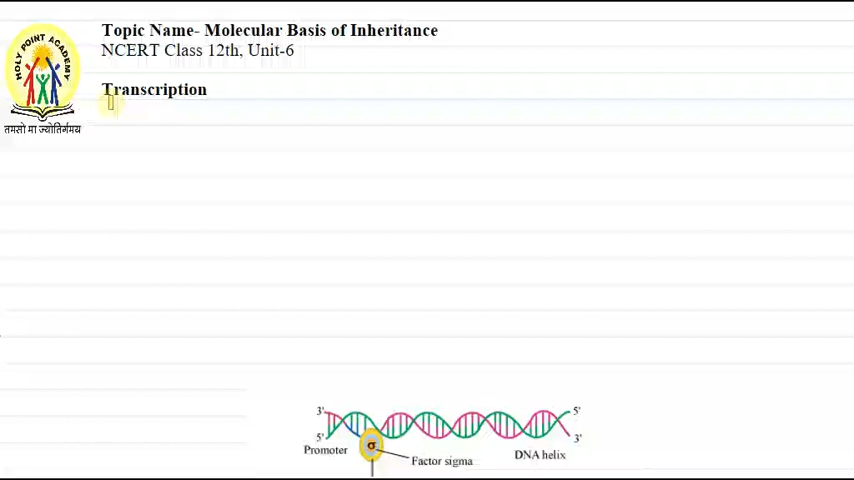 Topic Name- Molecular Basis of Inheritance
NCERT Class 12th, Unit-6
HOLY POINT ACADEMY
Transcription
तमसो मा ज्योतिर्गमय
3' 5'
5' 3'
σ
Promoter
DNA helix
Factor sigma